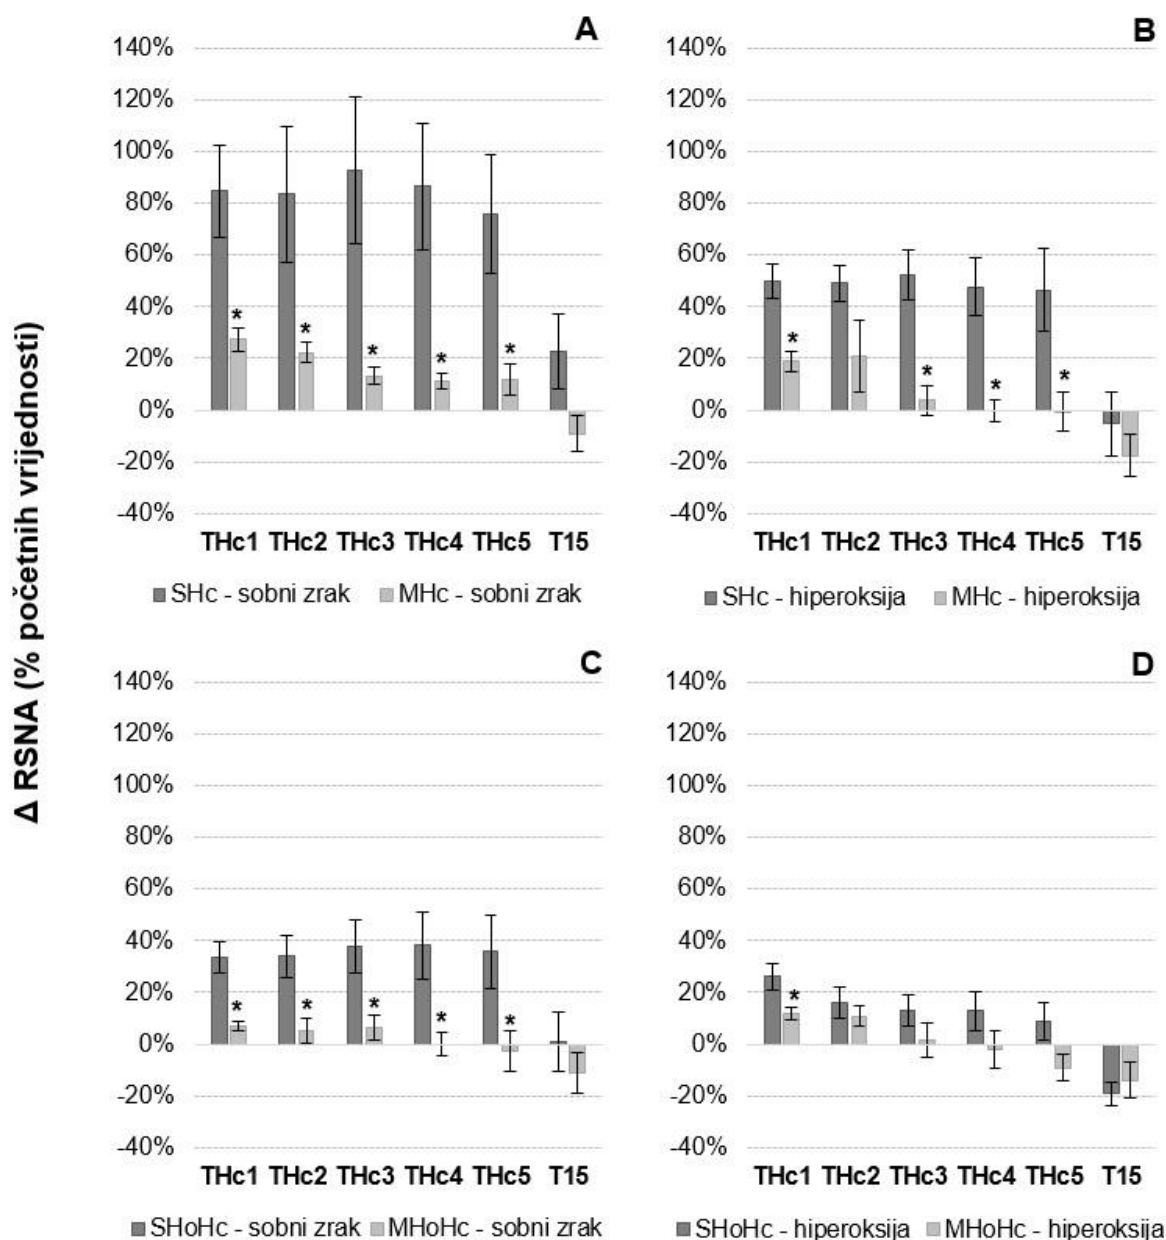 Δ RSNA (% početnih vrijednosti)
A
140%
120%
100%
80%
60%
40%
20%
0%
-20%
-40%
* * * * *
THc1 THc2 THc3 THc4 THc5 T15
SHc - sobni zrak MHc - sobni zrak
B
140%
120%
100%
80%
60%
40%
20%
0%
-20%
-40%
* * * *
THc1 THc2 THc3 THc4 THc5 T15
SHc - hiperoksija MHc - hiperoksija
C
140%
120%
100%
80%
60%
40%
20%
0%
-20%
-40%
* * * * *
THc1 THc2 THc3 THc4 THc5 T15
SHoHc - sobni zrak MHoHc - sobni zrak
D
140%
120%
100%
80%
60%
40%
20%
0%
-20%
-40%
*
THc1 THc2 THc3 THc4 THc5 T15
SHoHc - hiperoksija MHoHc - hiperoksija